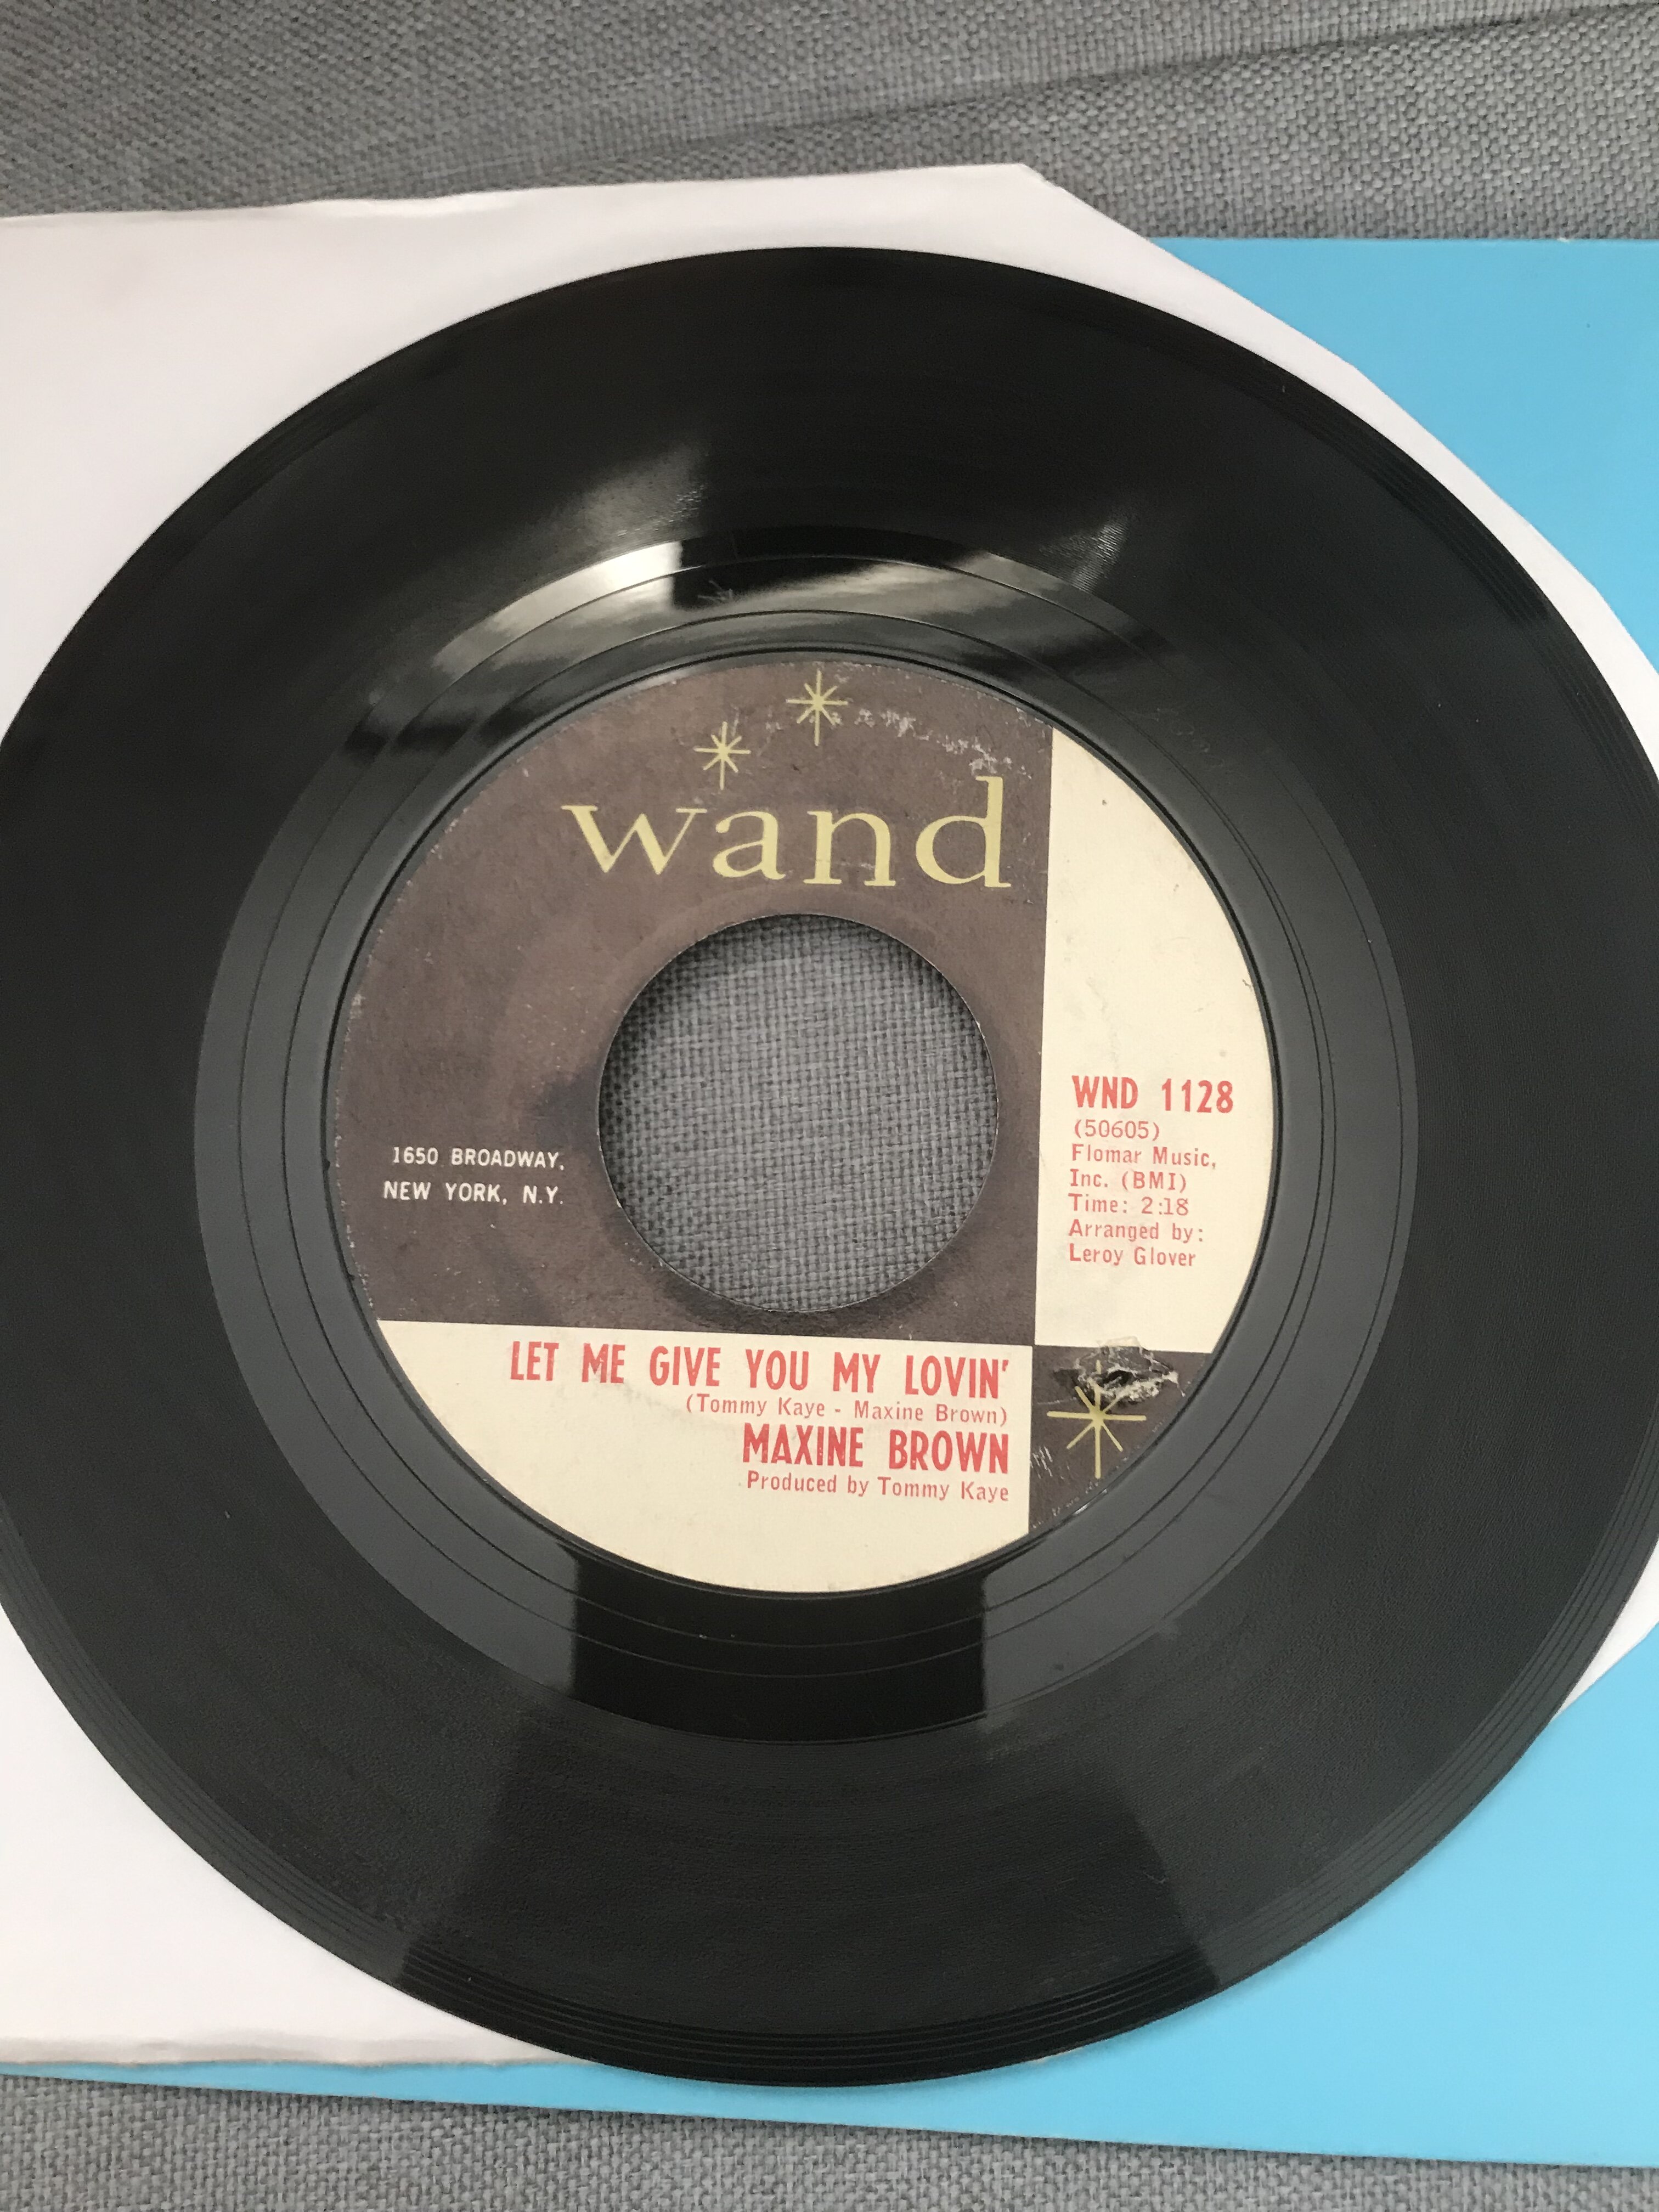 wand
1650 BROADWAY,
NEW YORK, N.Y.
WND 1128
(50605)
Flomar Music,
Inc. (BMI)
Time: 2:18
Arranged by:
Leroy Glover
LET ME GIVE YOU MY LOVIN'
(Tommy Kaye - Maxine Brown)
MAXINE BROWN
Produced by Tommy Kaye